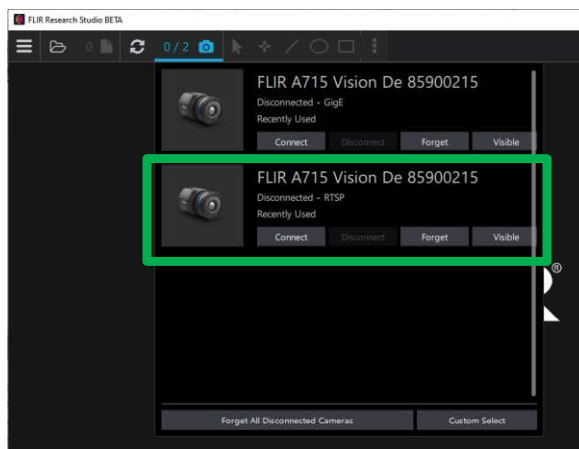 FLIR Research Studio BETA
0 0 / 2
FLIR A715 Vision De 85900215
Disconnected - GigE
Recently Used
Connect Disconnect Forget Visible
FLIR A715 Vision De 85900215
Disconnected - RTSP
Recently Used
Connect Disconnect Forget Visible
®
Forget All Disconnected Cameras Custom Select